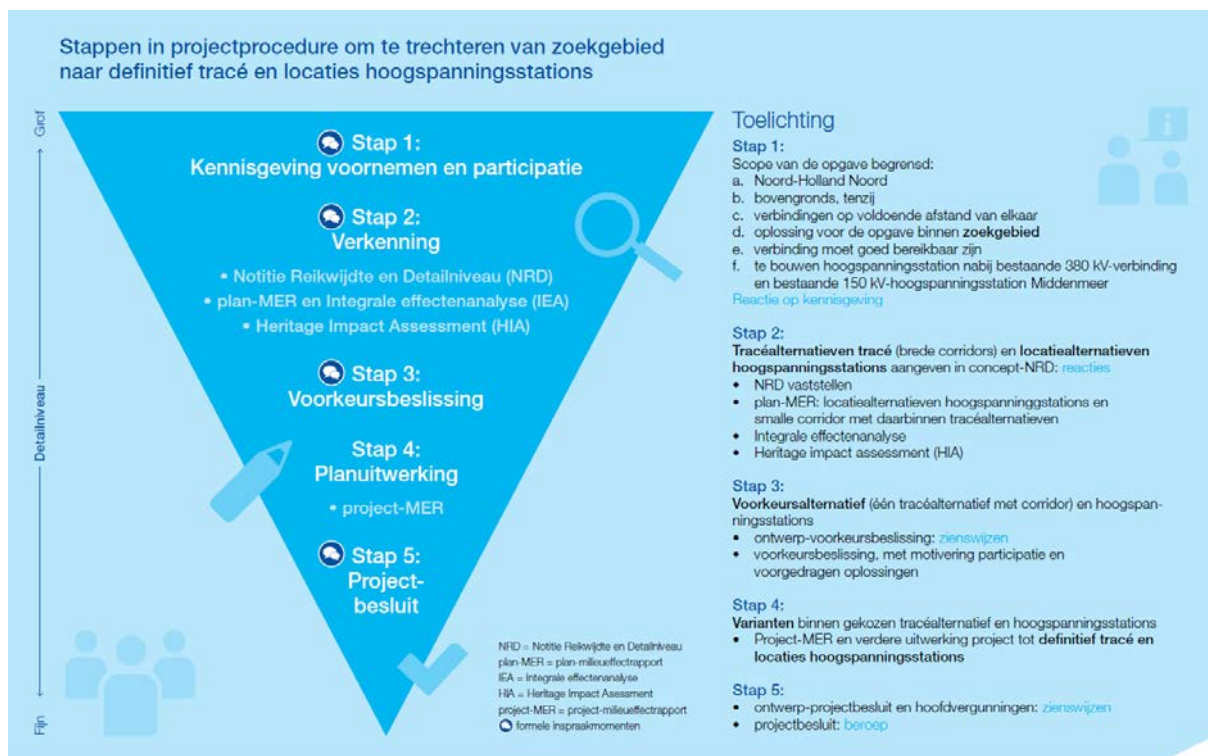 Stappen in projectprocedure om te trechteren van zoekgebied
naar definitief tracé en locaties hoogspanningsstations
Grof
Detailniveau
Fijn
Stap 1:
Kennisgeving voornemen en participatie
Stap 2:
Verkenning
• Notitie Reikwijdte en Detailniveau (NRD)
• plan-MER en Integrale effectenanalyse (IEA)
• Heritage Impact Assessment (HIA)
Stap 3:
Voorkeursbeslissing
Stap 4:
Planuitwerking
• project-MER
Stap 5:
Project-
besluit
NRD = Notitie Reikwijdte en Detailniveau
plan-MER = plan-milieueffectrapport
IEA = Integrale effectenanalyse
HIA = Heritage Impact Asessment
project-MER = project-milieueffectrapport
formele inspraakmomenten
Toelichting
Stap 1:
Scope van de opgave begrensd:
a. Noord-Holland Noord
b. bovengronds, tenzij
c. verbindingen op voldoende afstand van elkaar
d. oplossing voor de opgave binnen zoekgebied
e. verbinding moet goed bereikbaar zijn
f. te bouwen hoogspanningsstation nabij bestaande 380 kV-verbinding
en bestaande 150 kV-hoogspanningsstation Middenmeer
Reactie op kennisgeving
Stap 2:
Tracéalternatieven tracé (brede corridors) en locatiealternatieven
hoogspanningsstations aangeven in concept-NRD: reacties
• NRD vaststellen
• plan-MER: locatiealternatieven hoogspanninggstations en
smalle corridor met daarbinnen tracéalternatieven
• Integrale effectenanalyse
• Heritage impact assessment (HIA)
Stap 3:
Voorkeursalternatief (één tracéalternatief met corridor) en hoogspan-
ningsstations
• ontwerp-voorkeursbeslissing: zienswijzen
• voorkeursbeslissing, met motivering participatie en
voorgedragen oplossingen
Stap 4:
Varianten binnen gekozen tracéalternatief en hoogspanningsstations
• Project-MER en verdere uitwerking project tot definitief tracé en
locaties hoogspanningsstations
Stap 5:
• ontwerp-projectbesluit en hoofdvergunningen: zienswijzen
• projectbesluit: beroep